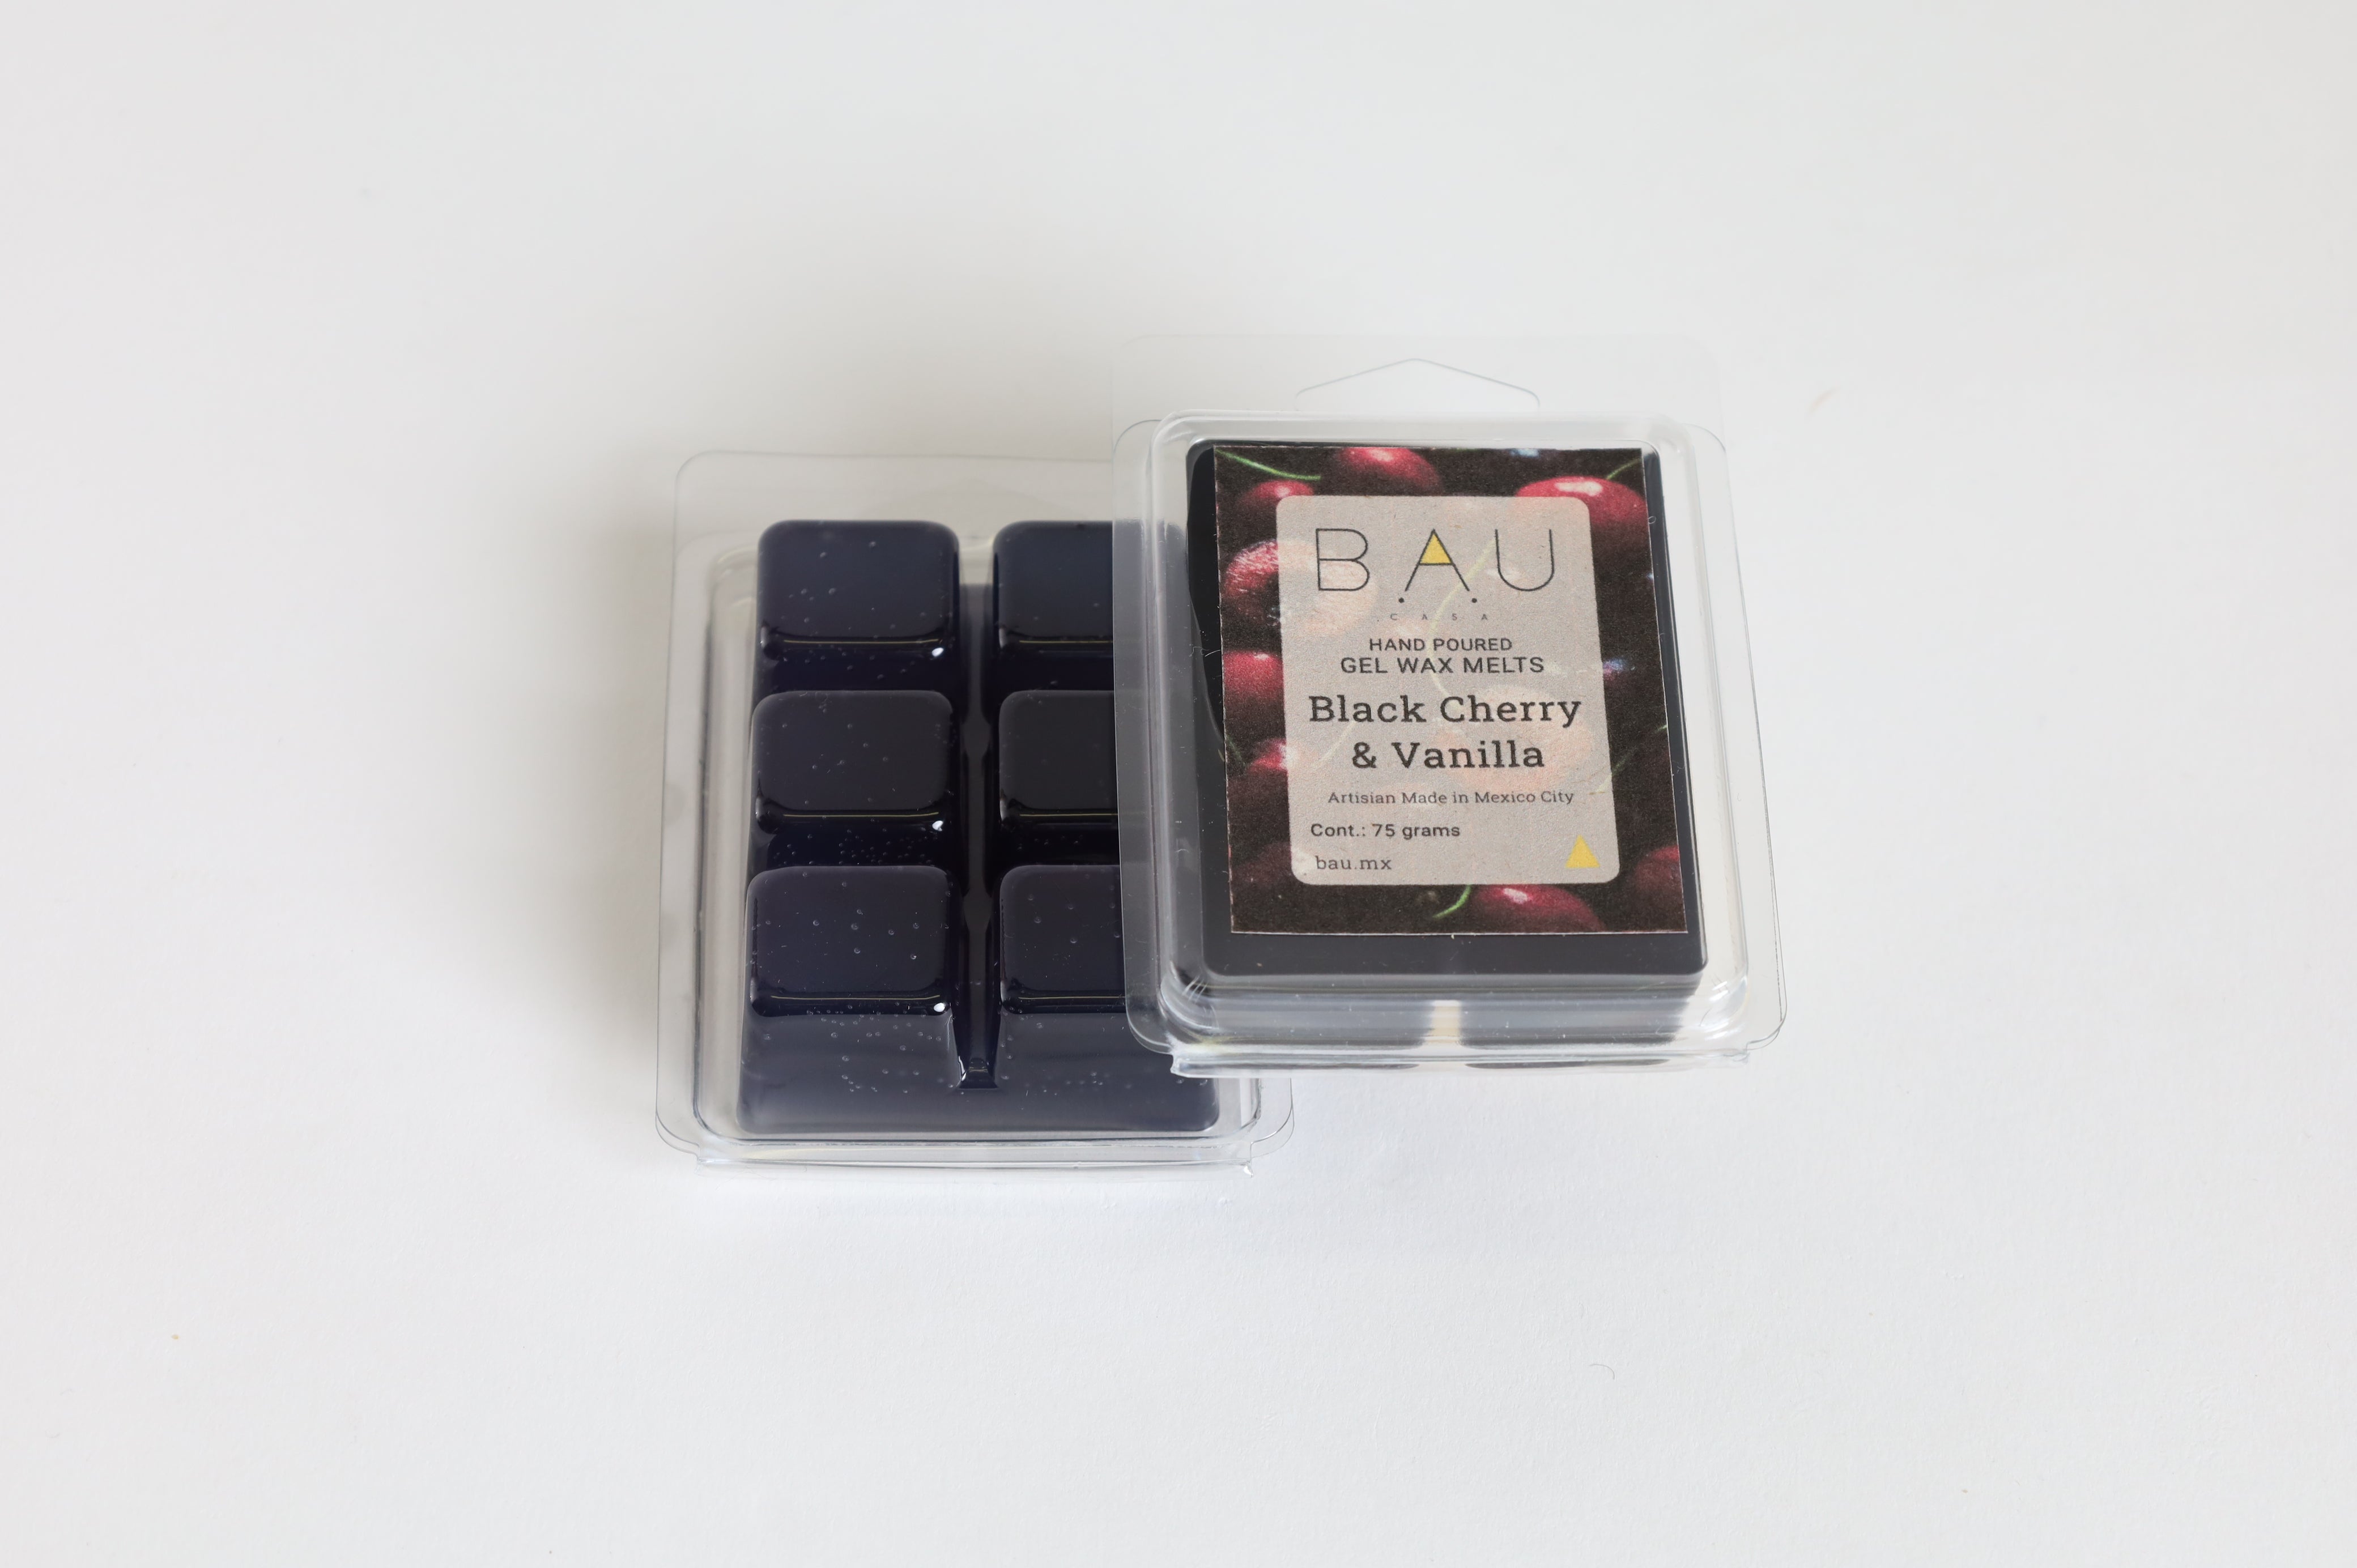 BAU
CASA
HAND POURED
GEL WAX MELTS
Black Cherry
& Vanilla
Artisian Made in Mexico City
Cont.: 75 grams
bau.mx